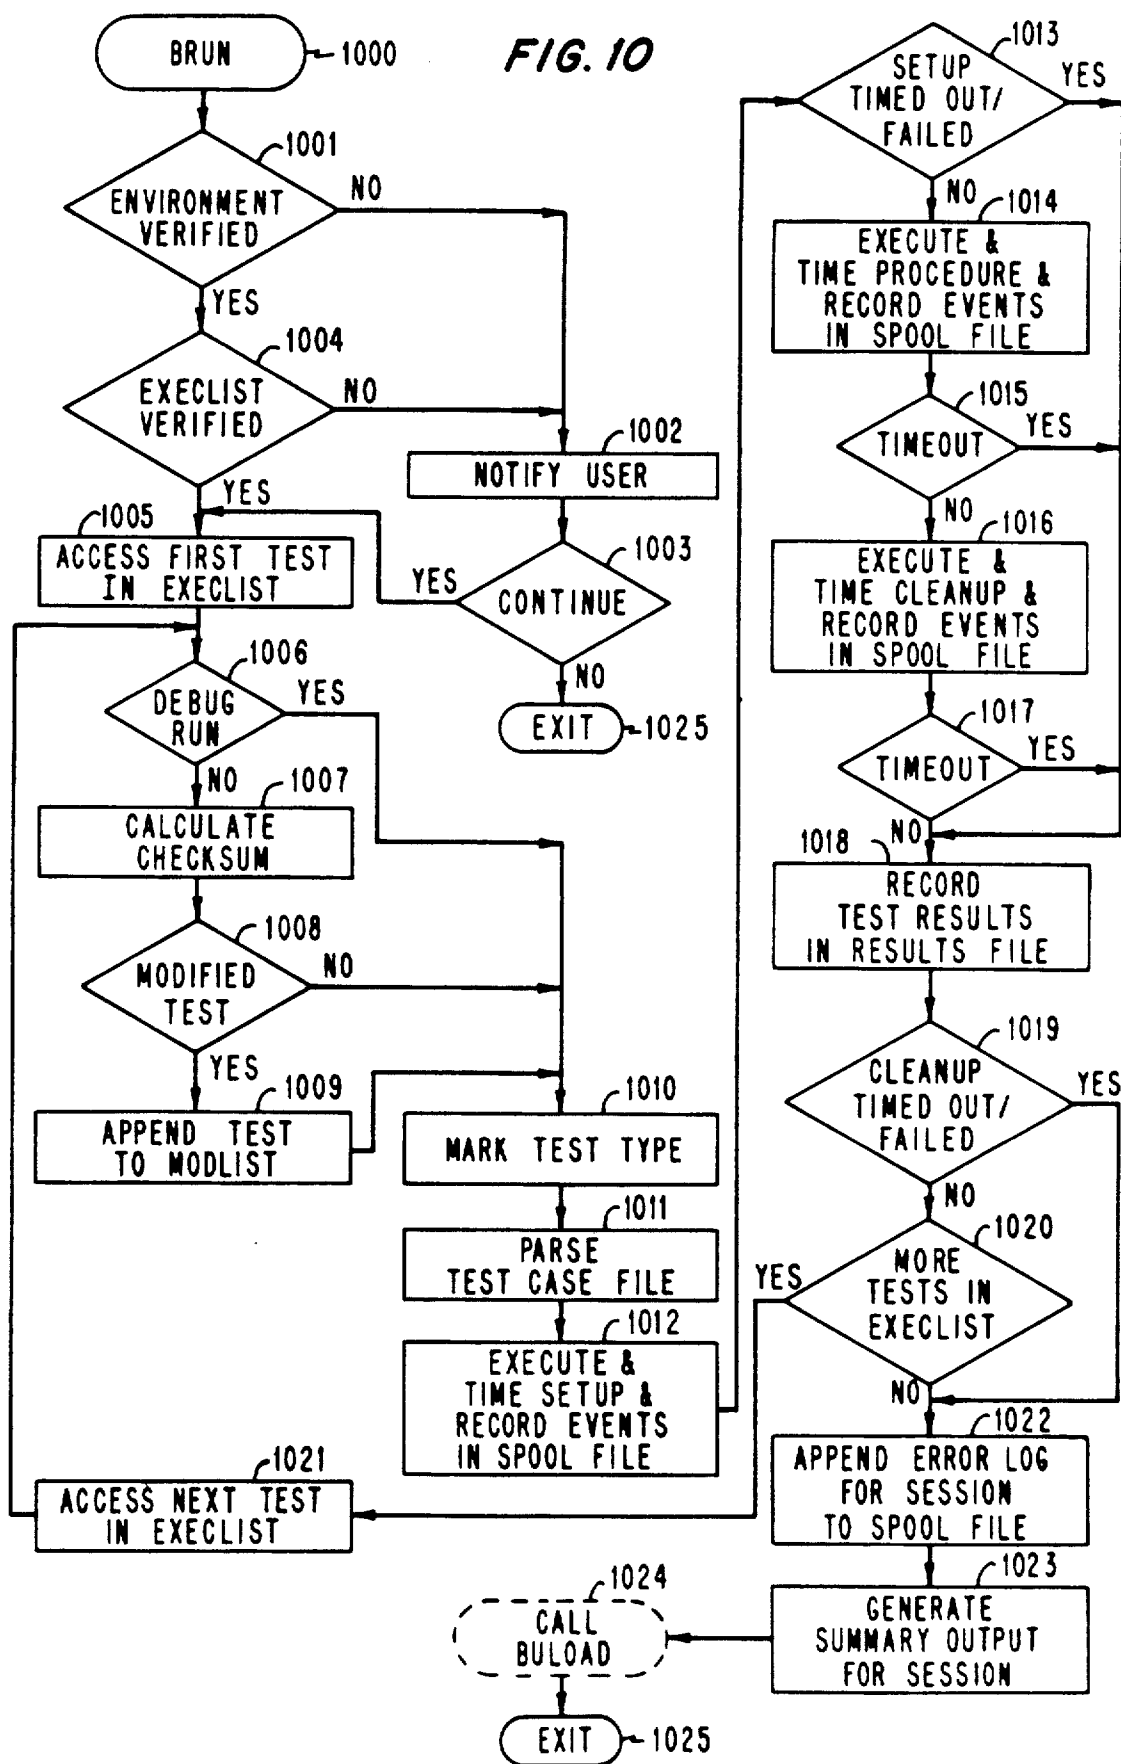 FIG. 10
BRUN
1000
1001
ENVIRONMENT
VERIFIED
NO
YES
1004
EXECLIST
VERIFIED
NO
YES
1002
NOTIFY USER
1003
CONTINUE
YES
NO
EXIT
1025
1005
ACCESS FIRST TEST
IN EXECLIST
1006
DEBUG
RUN
YES
NO
1007
CALCULATE
CHECKSUM
1008
MODIFIED
TEST
NO
YES
1009
APPEND TEST
TO MODLIST
1010
MARK TEST TYPE
1011
PARSE
TEST CASE FILE
1012
EXECUTE &
TIME SETUP &
RECORD EVENTS
IN SPOOL FILE
1013
SETUP
TIMED OUT/
FAILED
YES
NO
1014
EXECUTE &
TIME PROCEDURE &
RECORD EVENTS
IN SPOOL FILE
1015
TIMEOUT
YES
NO
1016
EXECUTE &
TIME CLEANUP &
RECORD EVENTS
IN SPOOL FILE
1017
TIMEOUT
YES
NO
1018
RECORD
TEST RESULTS
IN RESULTS FILE
1019
CLEANUP
TIMED OUT/
FAILED
YES
NO
1020
MORE
TESTS IN
EXECLIST
YES
NO
1021
ACCESS NEXT TEST
IN EXECLIST
1022
APPEND ERROR LOG
FOR SESSION
TO SPOOL FILE
1023
GENERATE
SUMMARY OUTPUT
FOR SESSION
1024
CALL
BULOAD
EXIT
1025